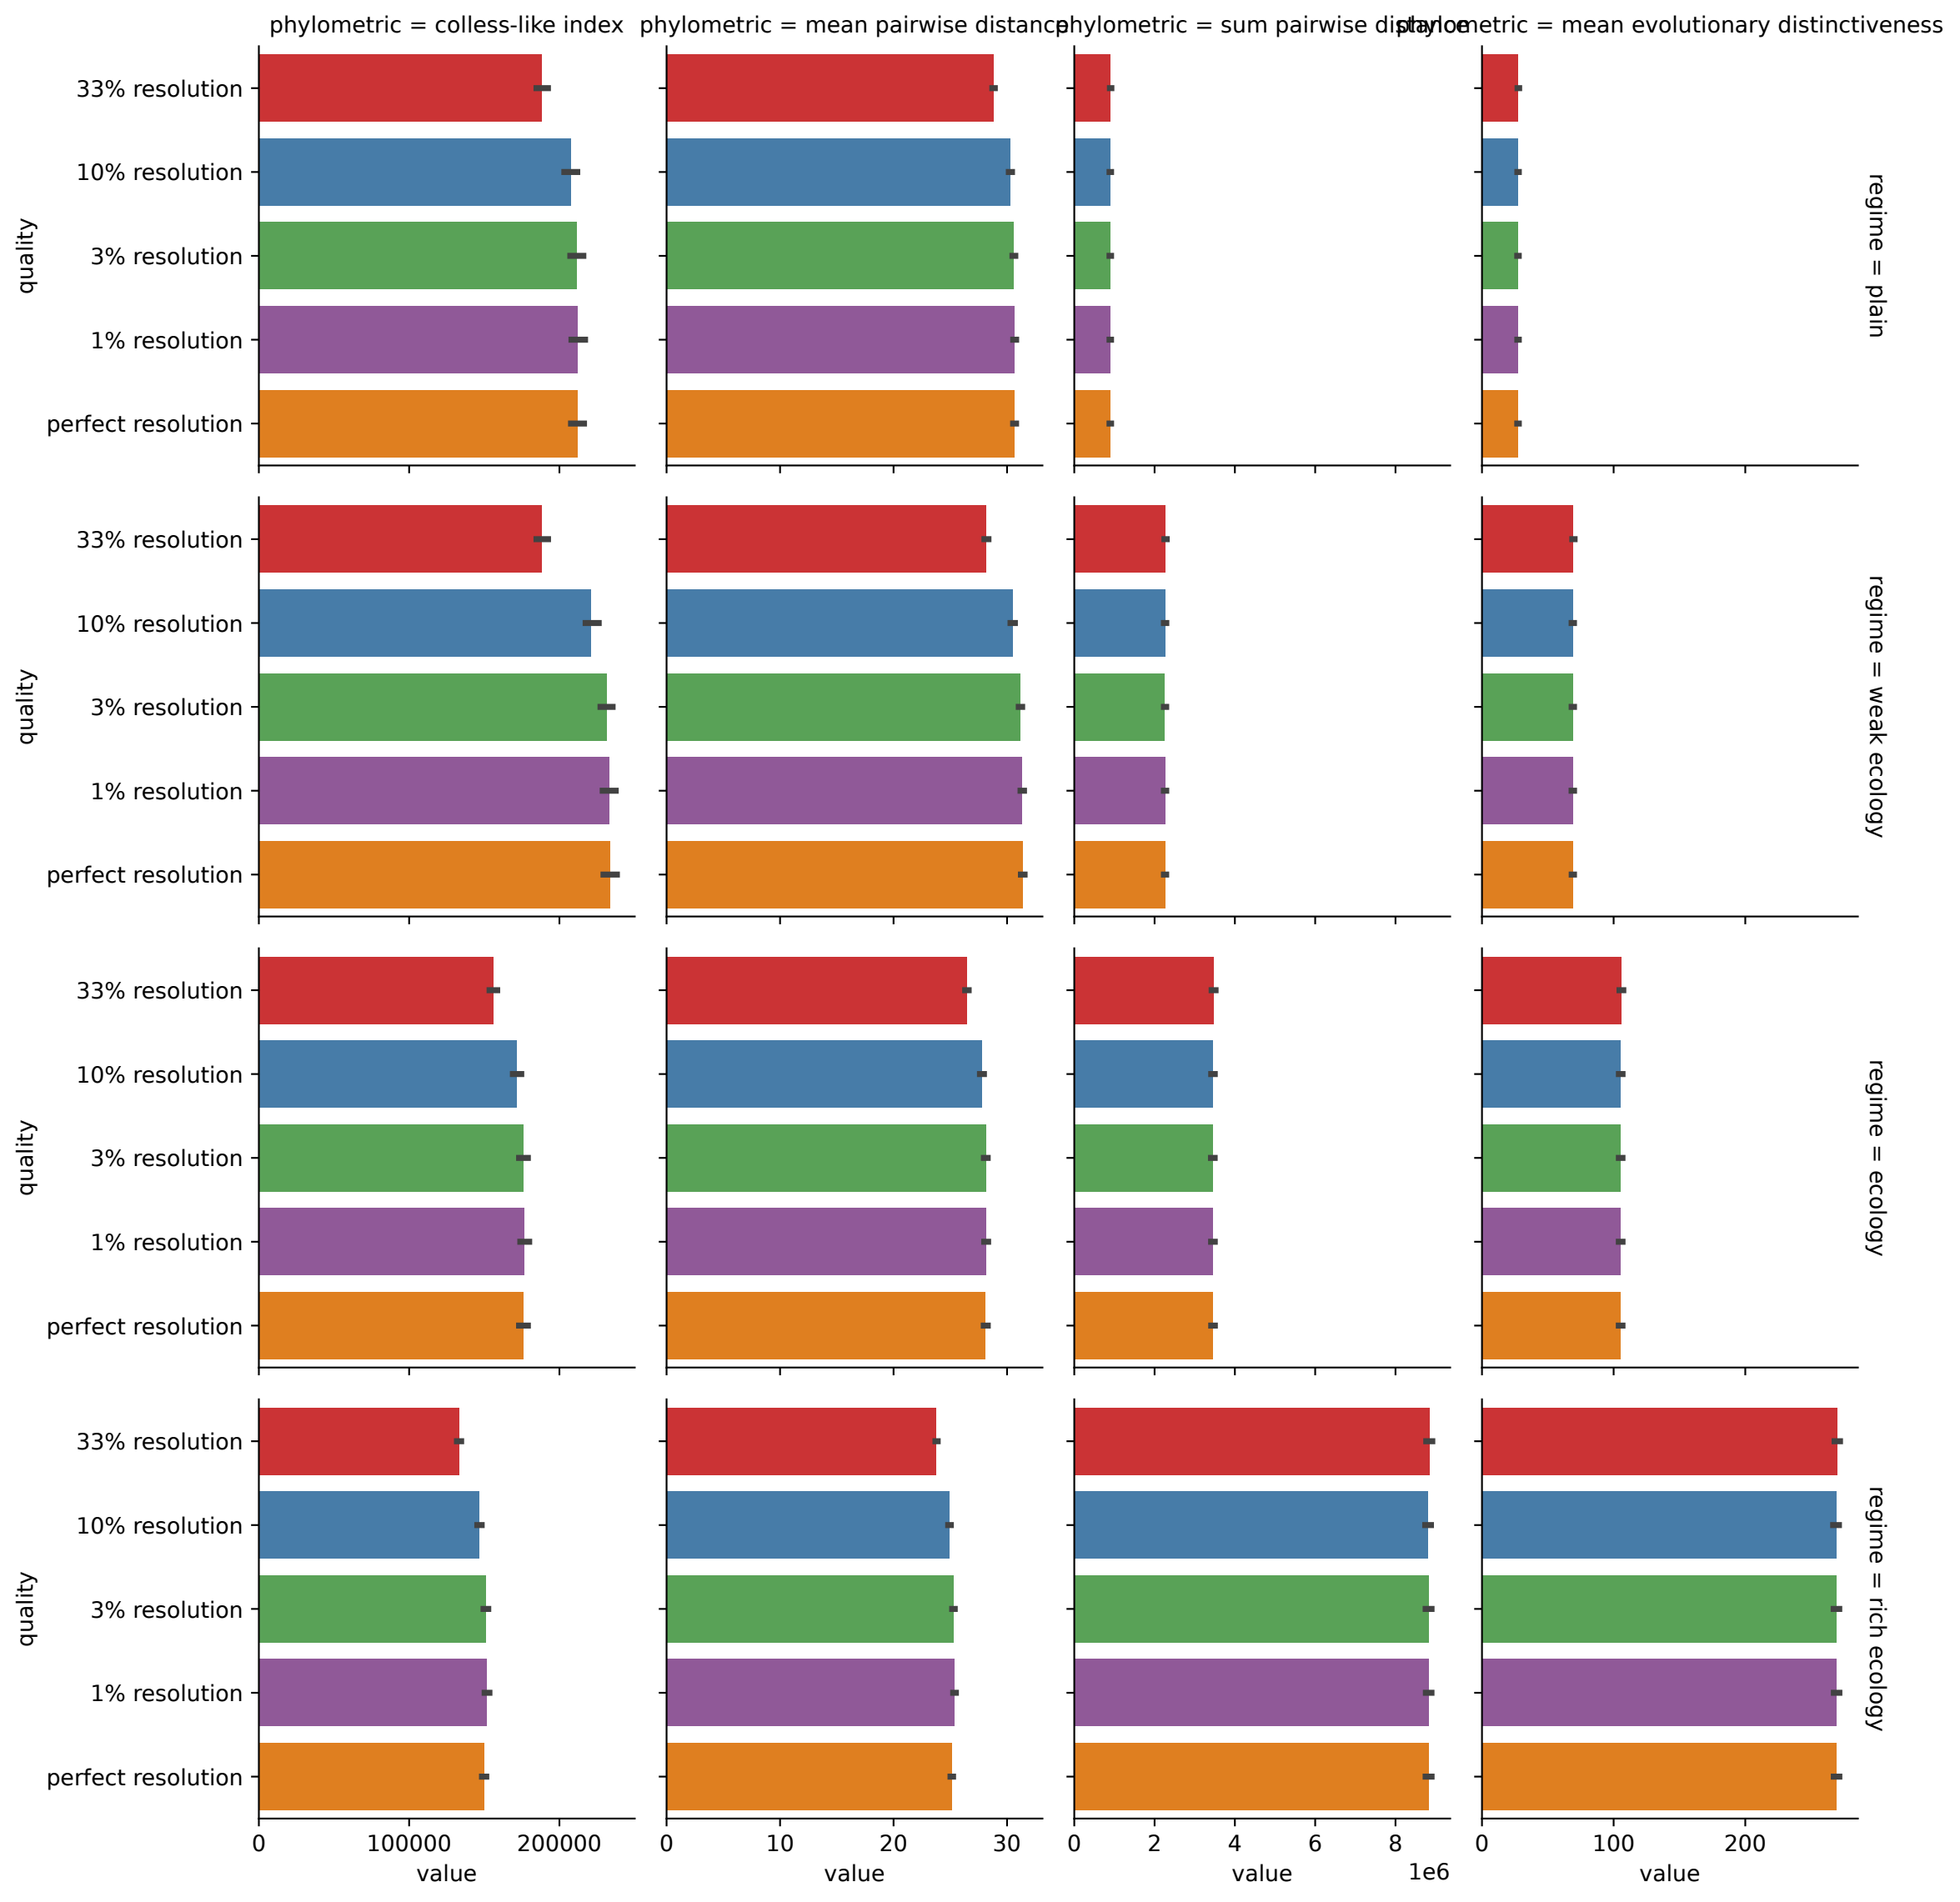 phylometric = colless-like index
phylometric = mean pairwise distance
phylometric = sum pairwise distance
phylometric = mean evolutionary distinctiveness
quality
33% resolution
10% resolution
3% resolution
1% resolution
perfect resolution
regime = plain
quality
33% resolution
10% resolution
3% resolution
1% resolution
perfect resolution
regime = weak ecology
quality
33% resolution
10% resolution
3% resolution
1% resolution
perfect resolution
regime = ecology
quality
33% resolution
10% resolution
3% resolution
1% resolution
perfect resolution
regime = rich ecology
0 100000 200000
0 10 20 30
0 2 4 6 8
0 100 200
1e6
value
value
value
value